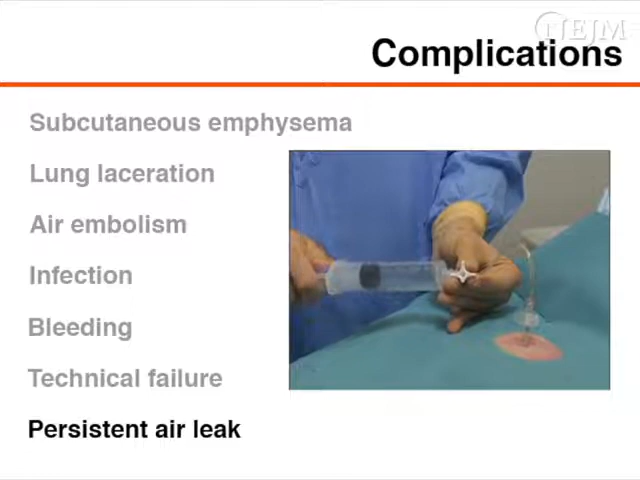 NEJM
Complications
Subcutaneous emphysema
Lung laceration
Air embolism
Infection
Bleeding
Technical failure
Persistent air leak